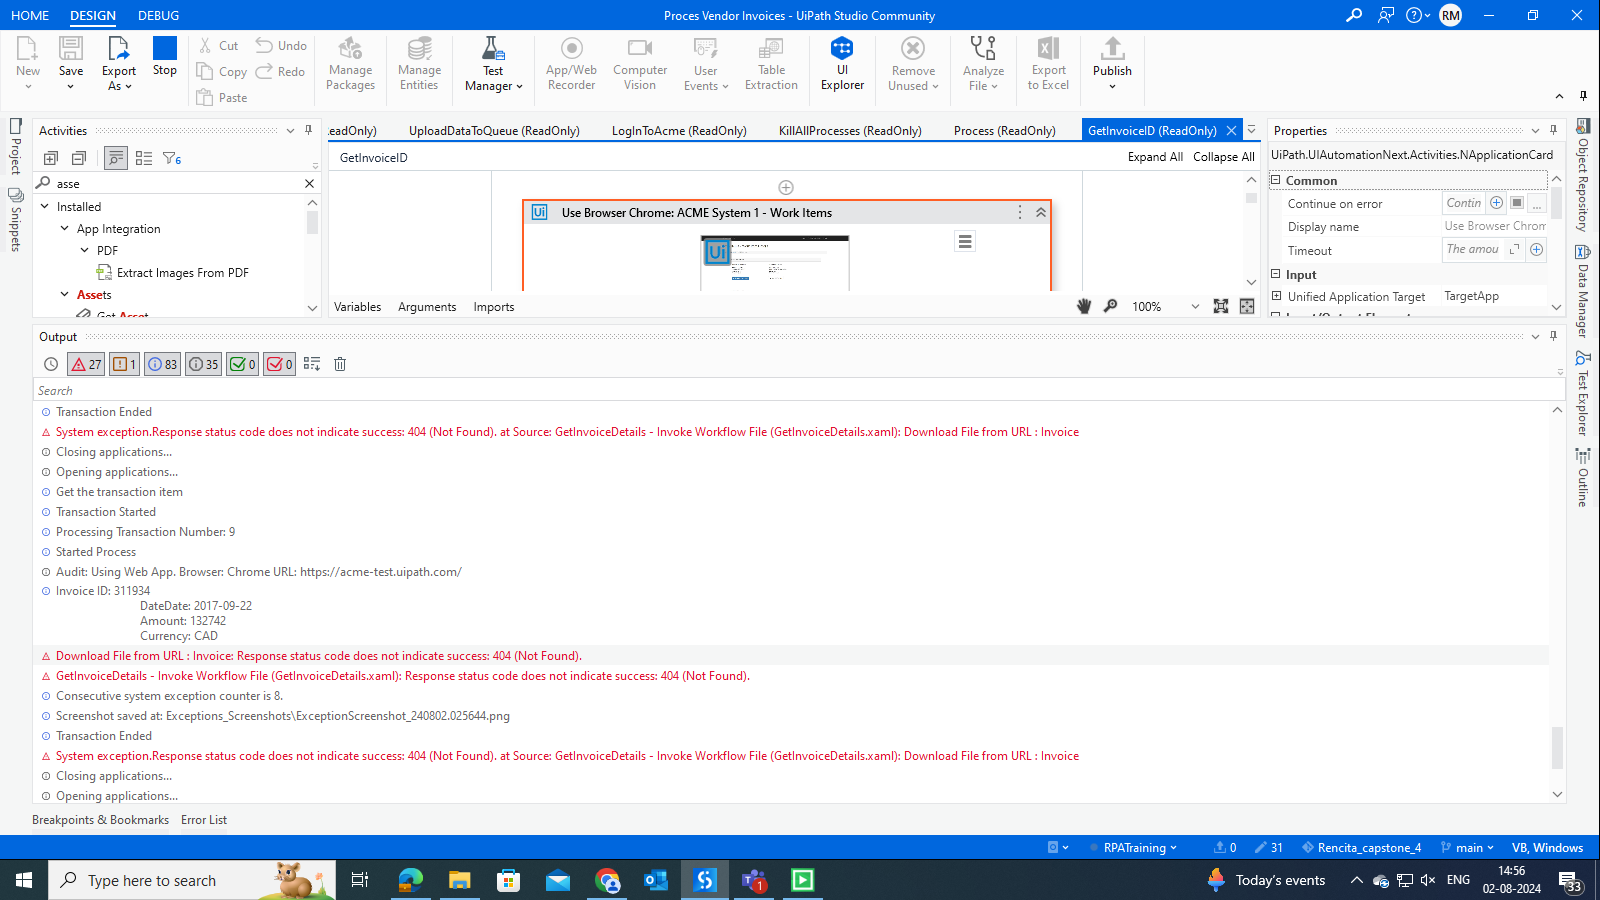 HOME DESIGN DEBUG
Proces Vendor Invoices - UiPath Studio Community
RM
New
Save
Export As
Stop
Cut
Copy
Paste
Undo
Redo
Manage Packages
Manage Entities
Test Manager
App/Web Recorder
Computer Vision
User Events
Table Extraction
UI Explorer
Remove Unused
Analyze File
Export to Excel
Publish
Project
Snippets
Activities
6
asse
Installed
App Integration
PDF
Extract Images From PDF
Assets
Get Asset
eadOnly)
UploadDataToQueue (ReadOnly)
LogInToAcme (ReadOnly)
KillAllProcesses (ReadOnly)
Process (ReadOnly)
GetInvoiceID (ReadOnly)
GetInvoiceID
Expand All Collapse All
Ui Use Browser Chrome: ACME System 1 - Work Items
Ui
Variables Arguments Imports
100%
Properties
UiPath.UIAutomationNext.Activities.NApplicationCard
Common
Continue on error Contin ...
Display name Use Browser Chrom
Timeout The amou
Input
Unified Application Target TargetApp
Object Repository
Data Manager
Test Explorer
Outline
Output
27 1 83 35 0 0
Search
Transaction Ended
System exception.Response status code does not indicate success: 404 (Not Found). at Source: GetInvoiceDetails - Invoke Workflow File (GetInvoiceDetails.xaml): Download File from URL : Invoice
Closing applications...
Opening applications...
Get the transaction item
Transaction Started
Processing Transaction Number: 9
Started Process
Audit: Using Web App. Browser: Chrome URL: https://acme-test.uipath.com/
Invoice ID: 311934
DateDate: 2017-09-22
Amount: 132742
Currency: CAD
Download File from URL : Invoice: Response status code does not indicate success: 404 (Not Found).
GetInvoiceDetails - Invoke Workflow File (GetInvoiceDetails.xaml): Response status code does not indicate success: 404 (Not Found).
Consecutive system exception counter is 8.
Screenshot saved at: Exceptions_Screenshots\ExceptionScreenshot_240802.025644.png
Transaction Ended
System exception.Response status code does not indicate success: 404 (Not Found). at Source: GetInvoiceDetails - Invoke Workflow File (GetInvoiceDetails.xaml): Download File from URL : Invoice
Closing applications...
Opening applications...
Breakpoints & Bookmarks Error List
RPATraining 0 31 Rencita_capstone_4 main VB, Windows
Type here to search
1
Today's events
ENG
14:56
02-08-2024
33